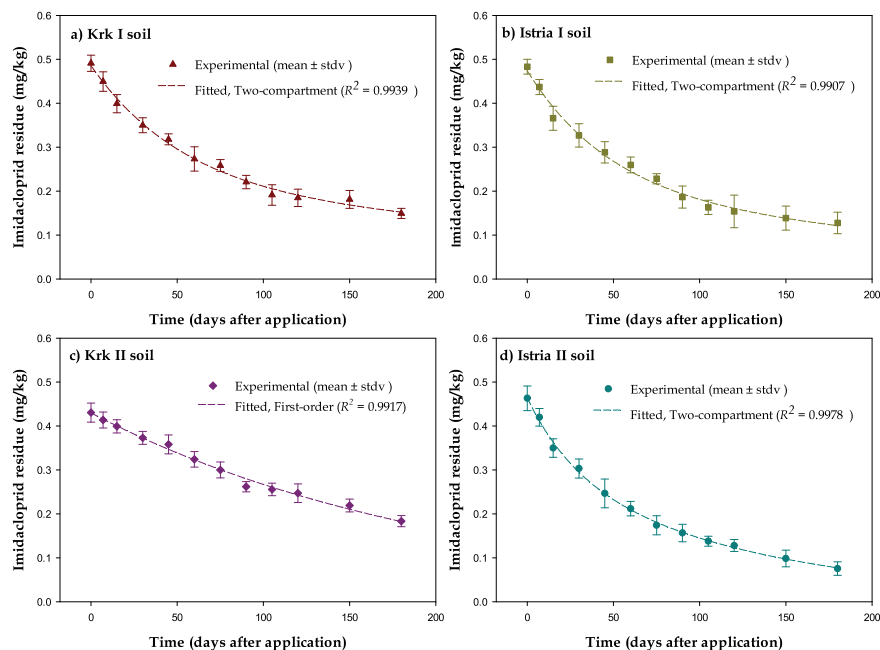 a) Krk I soil
Experimental (mean ± stdv )
Fitted, Two-compartment (R² = 0.9939 )
Imidacloprid residue (mg/kg)
0.6
0.5
0.4
0.3
0.2
0.1
0.0
0 50 100 150 200
Time (days after application)
b) Istria I soil
Experimental (mean ± stdv )
Fitted, Two-compartment (R² = 0.9907 )
Imidacloprid residue (mg/kg)
0.6
0.5
0.4
0.3
0.2
0.1
0.0
0 50 100 150 200
Time (days after application)
c) Krk II soil
Experimental (mean ± stdv )
Fitted, First-order (R² = 0.9917)
Imidacloprid residue (mg/kg)
0.6
0.5
0.4
0.3
0.2
0.1
0.0
0 50 100 150 200
Time (days after application)
d) Istria II soil
Experimental (mean ± stdv )
Fitted, Two-compartment (R² = 0.9978 )
Imidacloprid residue (mg/kg)
0.6
0.5
0.4
0.3
0.2
0.1
0.0
0 50 100 150 200
Time (days after application)